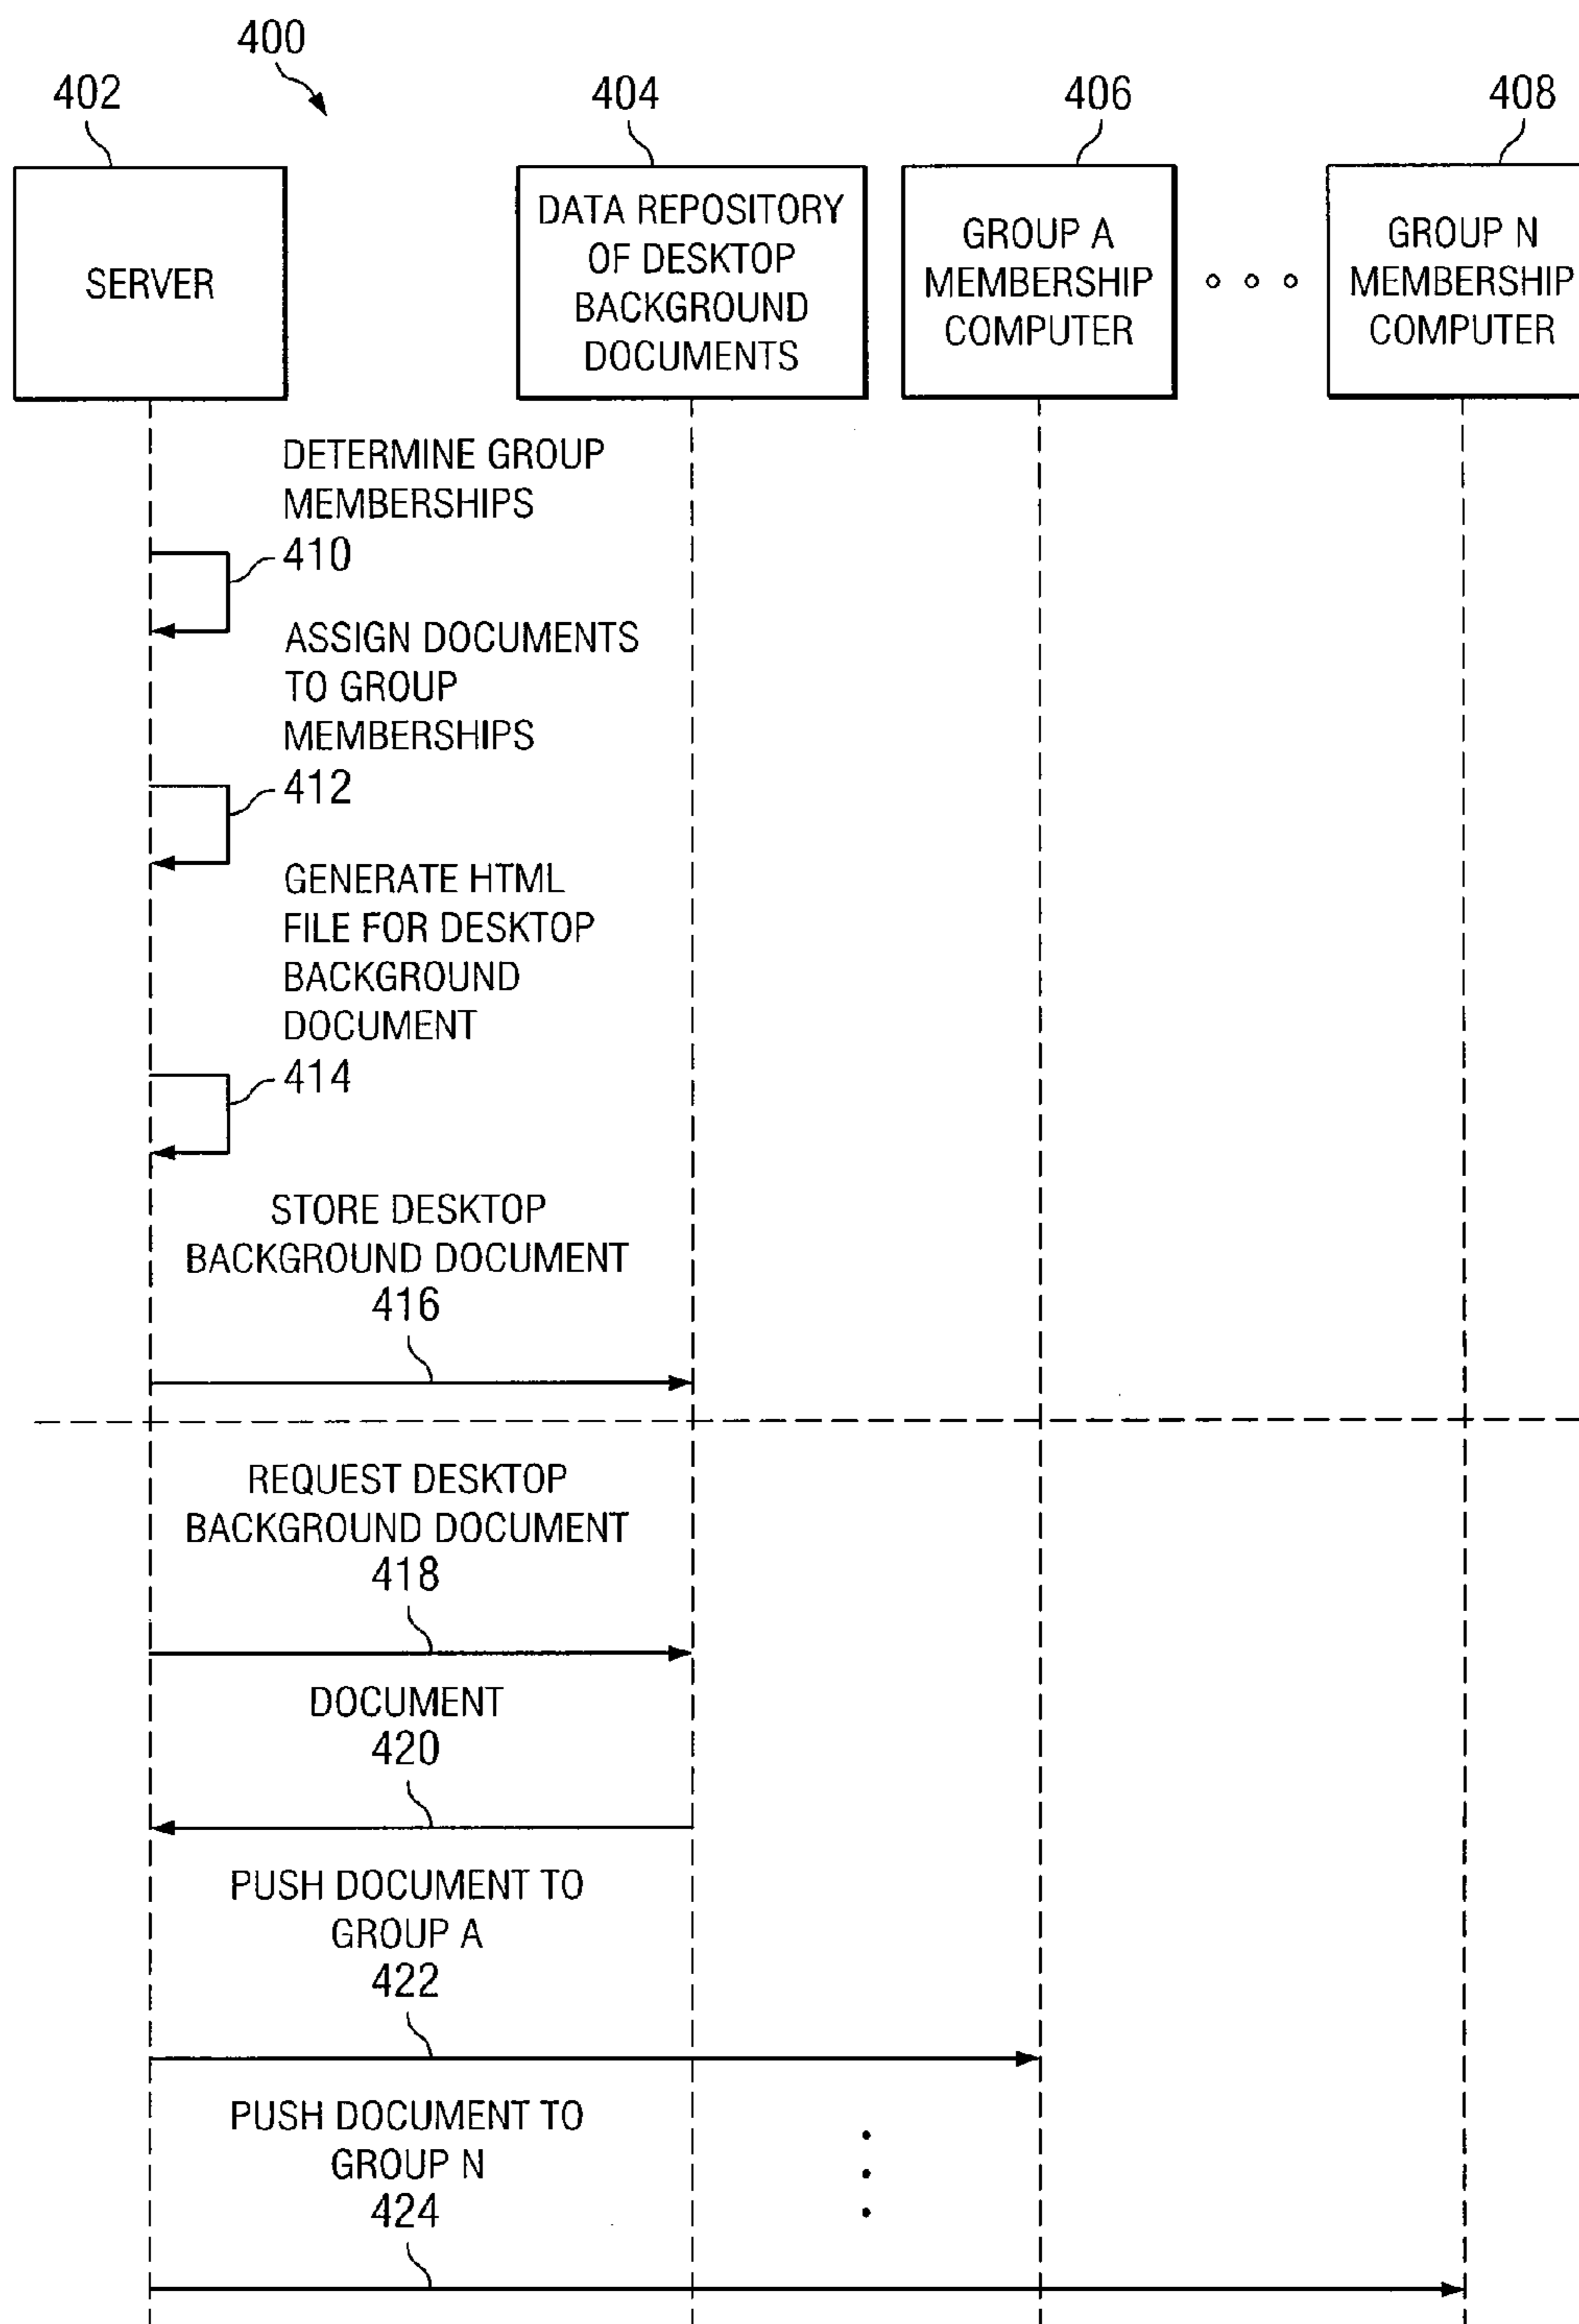 400
402
404
406
408
SERVER
DATA REPOSITORY
OF DESKTOP
BACKGROUND
DOCUMENTS
GROUP A
MEMBERSHIP
COMPUTER
GROUP N
MEMBERSHIP
COMPUTER
DETERMINE GROUP
MEMBERSHIPS
410
ASSIGN DOCUMENTS
TO GROUP
MEMBERSHIPS
412
GENERATE HTML
FILE FOR DESKTOP
BACKGROUND
DOCUMENT
414
STORE DESKTOP
BACKGROUND DOCUMENT
416
REQUEST DESKTOP
BACKGROUND DOCUMENT
418
DOCUMENT
420
PUSH DOCUMENT TO
GROUP A
422
PUSH DOCUMENT TO
GROUP N
424